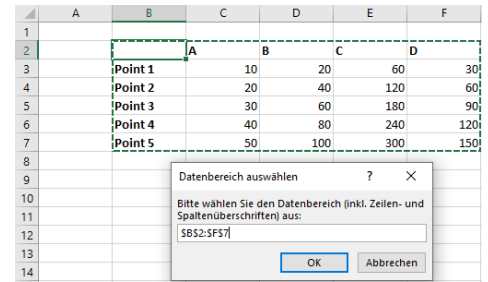 A B C D E F
1
2 A B C D
3 Point 1 10 20 60 30
4 Point 2 20 40 120 60
5 Point 3 30 60 180 90
6 Point 4 40 80 240 120
7 Point 5 50 100 300 150
8
9
10
11
12
13
14
Datenbereich auswählen ? ×
Bitte wählen Sie den Datenbereich (inkl. Zeilen- und
Spaltenüberschriften) aus:
$B$2:$F$7
OK Abbrechen